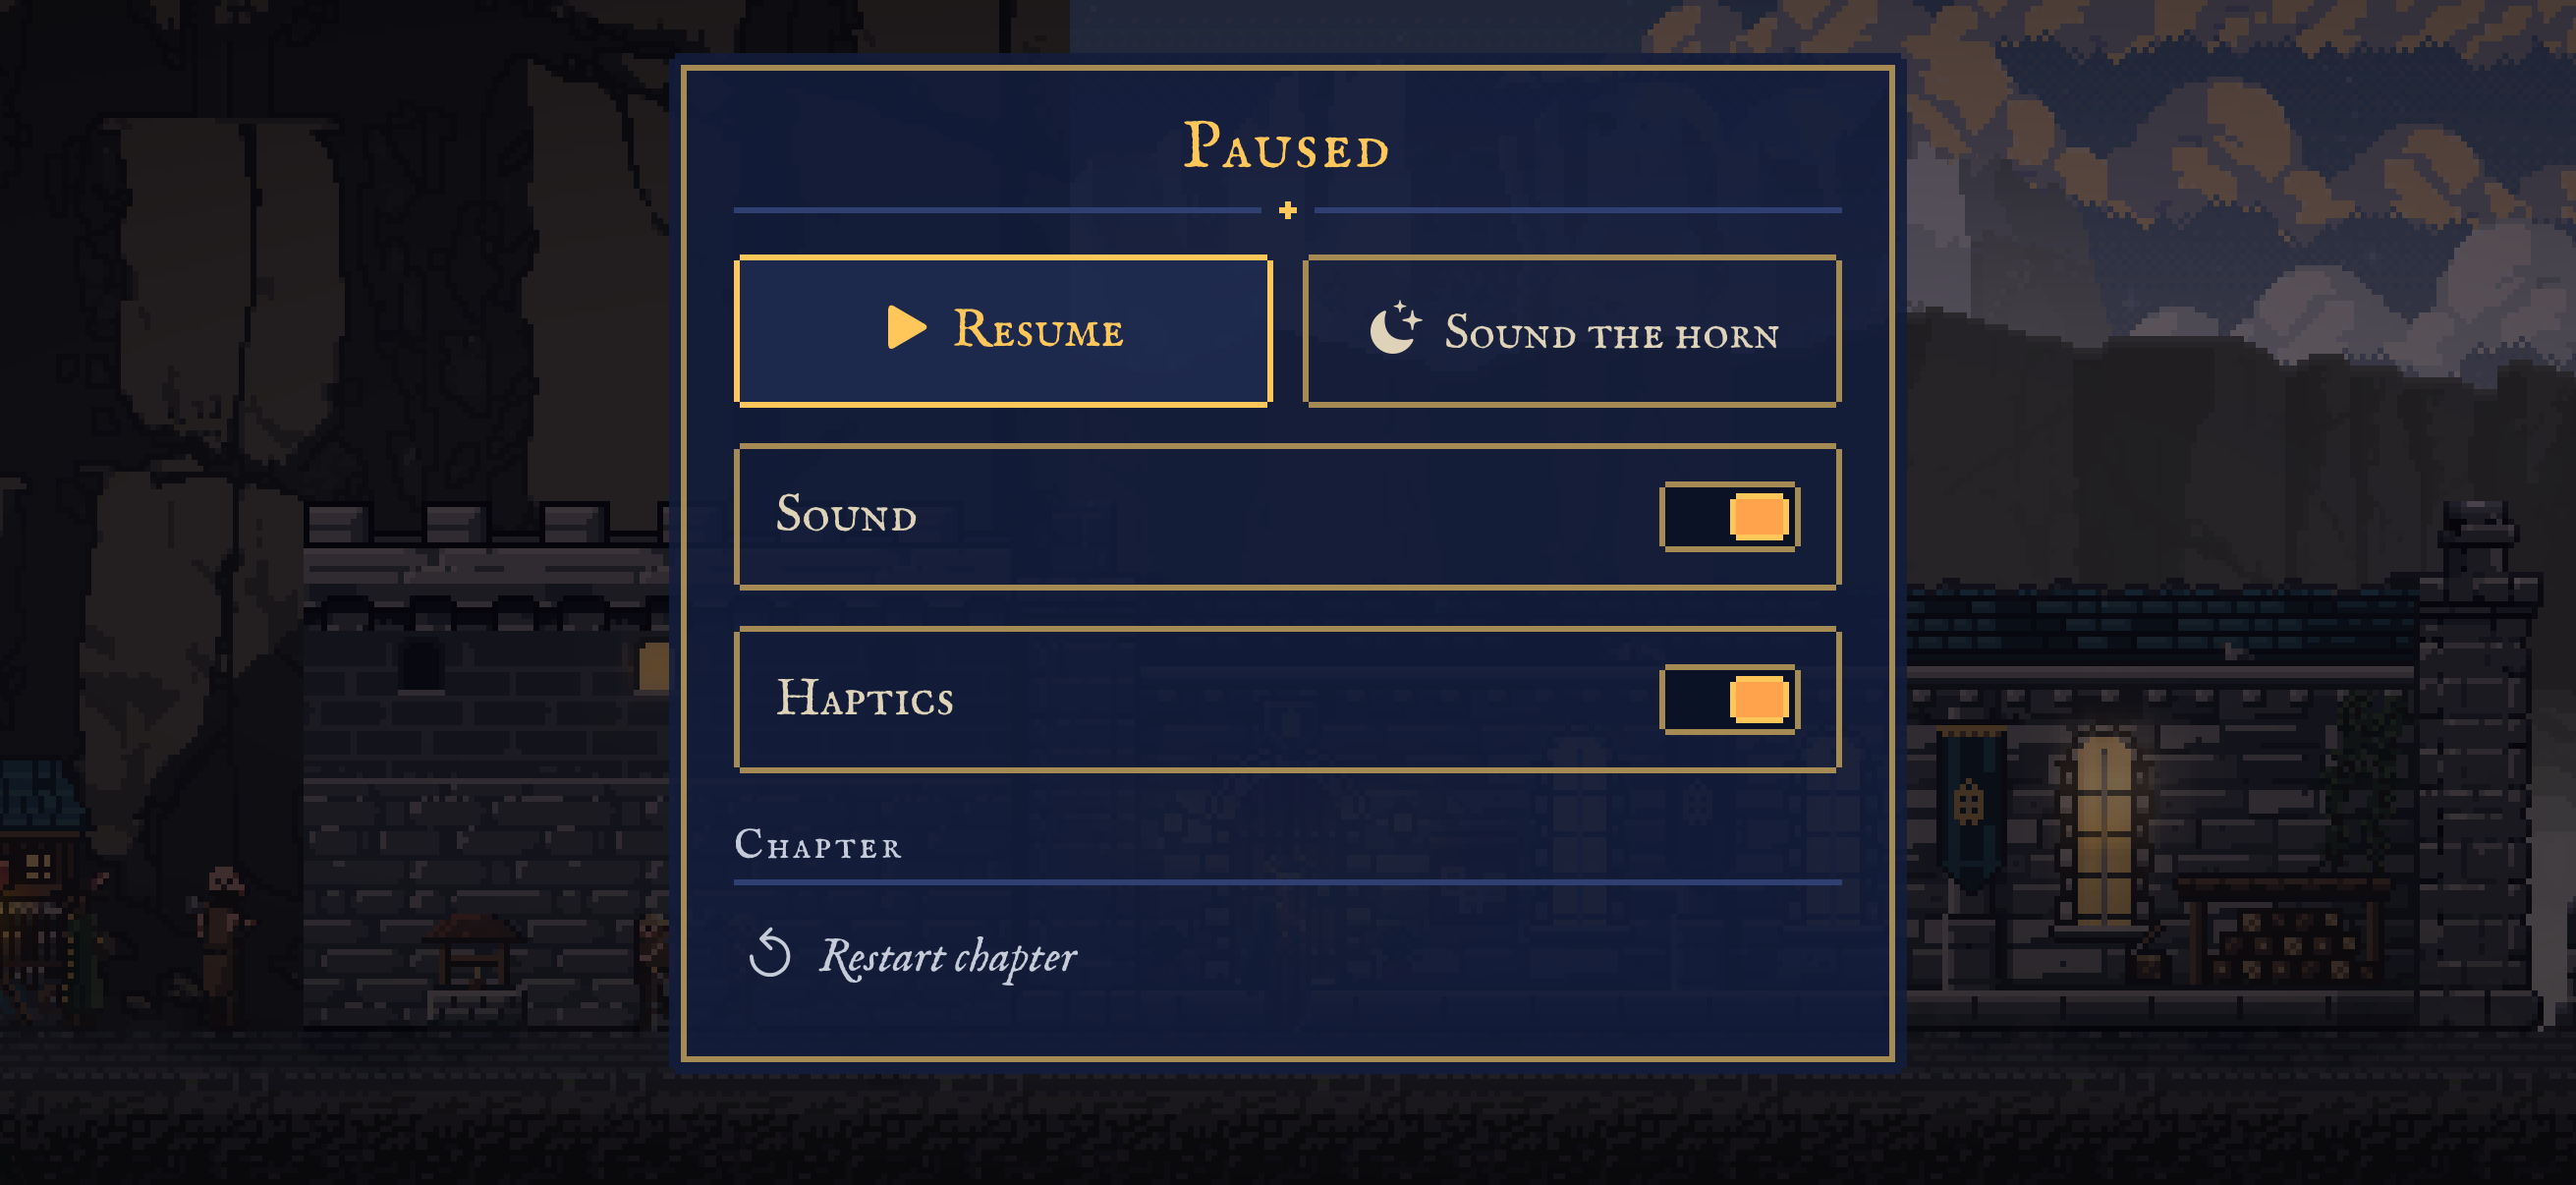 Paused
Resume
Sound the horn
Sound
Haptics
Chapter
Restart chapter